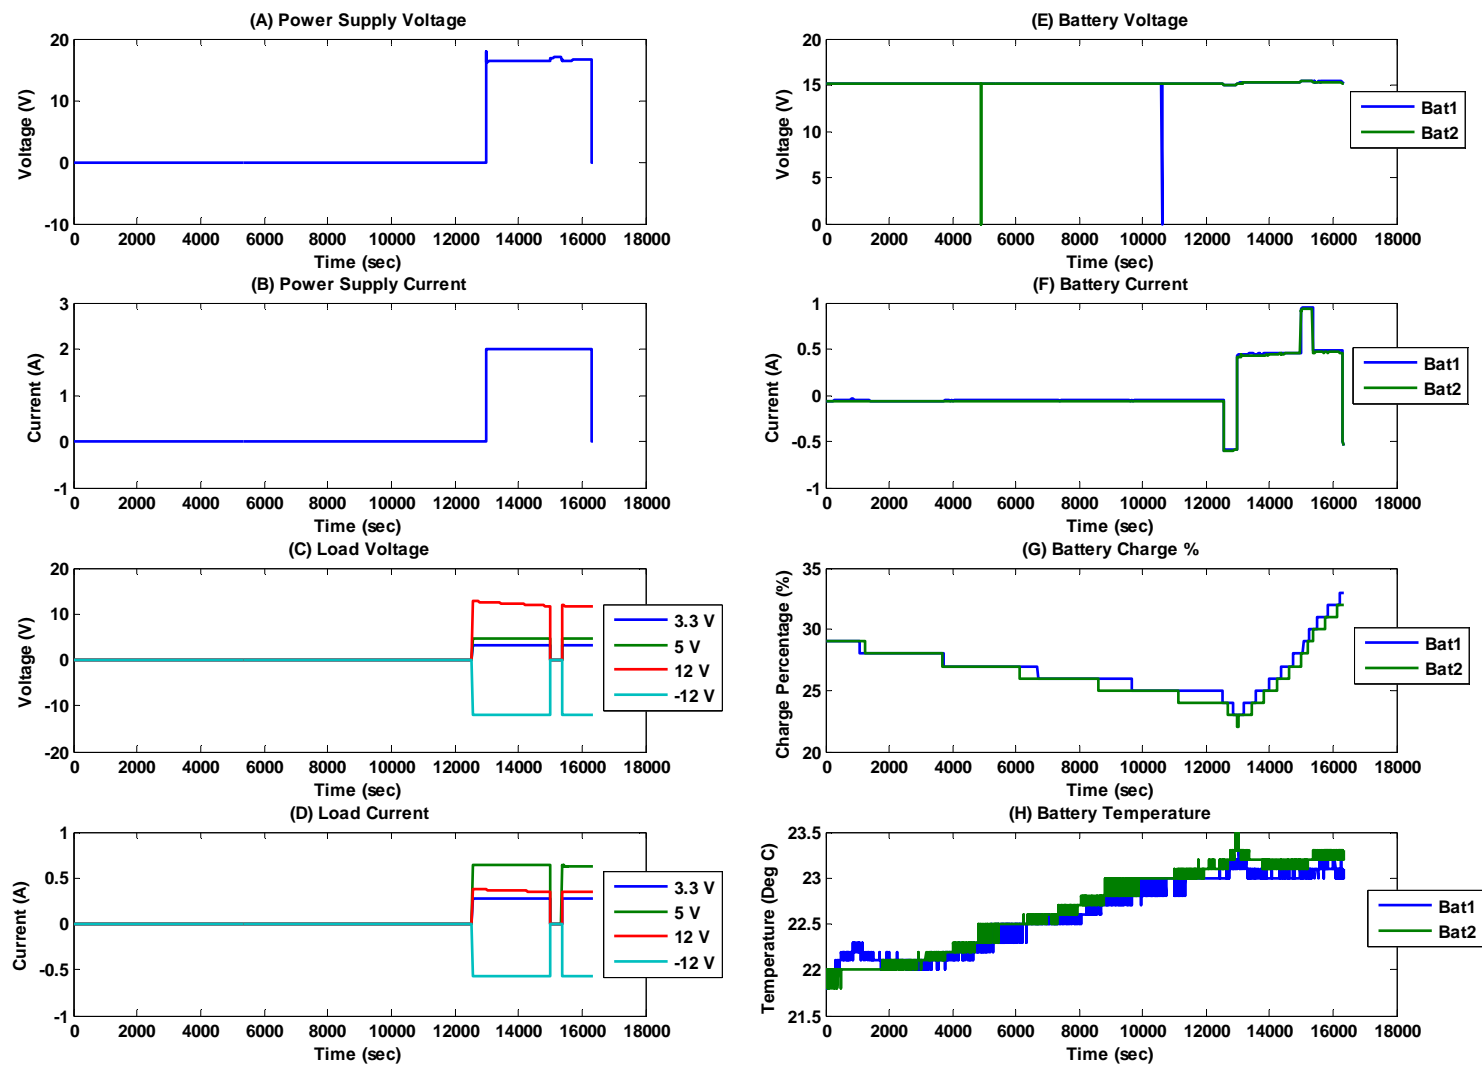 (A) Power Supply Voltage
20
10
0
-10
Voltage (V)
0 2000 4000 6000 8000 10000 12000 14000 16000 18000
Time (sec)
(B) Power Supply Current
3
2
1
0
-1
Current (A)
0 2000 4000 6000 8000 10000 12000 14000 16000 18000
Time (sec)
(C) Load Voltage
20
10
0
-10
-20
Voltage (V)
0 2000 4000 6000 8000 10000 12000 14000 16000 18000
Time (sec)
3.3 V
5 V
12 V
-12 V
(D) Load Current
1
0.5
0
-0.5
-1
Current (A)
0 2000 4000 6000 8000 10000 12000 14000 16000 18000
Time (sec)
3.3 V
5 V
12 V
-12 V
(E) Battery Voltage
20
15
10
5
0
Voltage (V)
0 2000 4000 6000 8000 10000 12000 14000 16000 18000
Time (sec)
Bat1
Bat2
(F) Battery Current
1
0.5
0
-0.5
-1
Current (A)
0 2000 4000 6000 8000 10000 12000 14000 16000 18000
Time (sec)
Bat1
Bat2
(G) Battery Charge %
35
30
25
20
Charge Percentage (%)
0 2000 4000 6000 8000 10000 12000 14000 16000 18000
Time (sec)
Bat1
Bat2
(H) Battery Temperature
23.5
23
22.5
22
21.5
Temperature (Deg C)
0 2000 4000 6000 8000 10000 12000 14000 16000 18000
Time (sec)
Bat1
Bat2